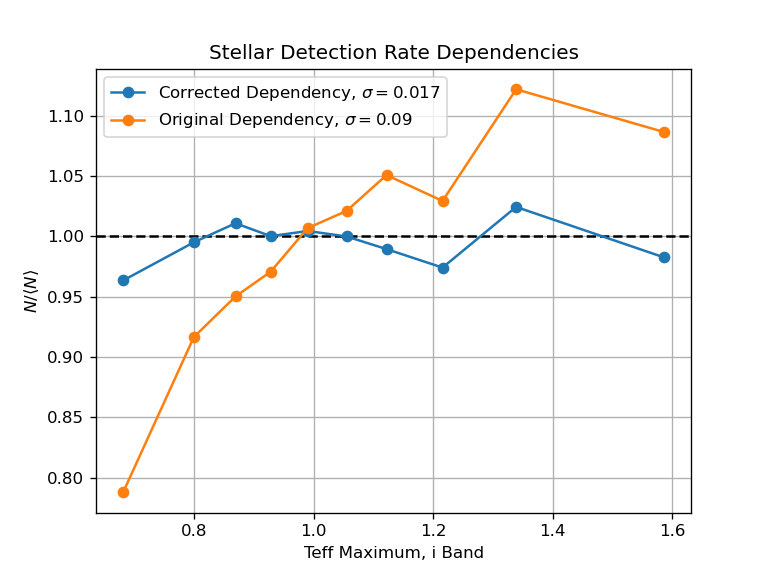 Stellar Detection Rate Dependencies
Corrected Dependency, σ = 0.017
Original Dependency, σ = 0.09
1.10
1.05
1.00
0.95
0.90
0.85
0.80
N/⟨N⟩
0.8 1.0 1.2 1.4 1.6
Teff Maximum, i Band